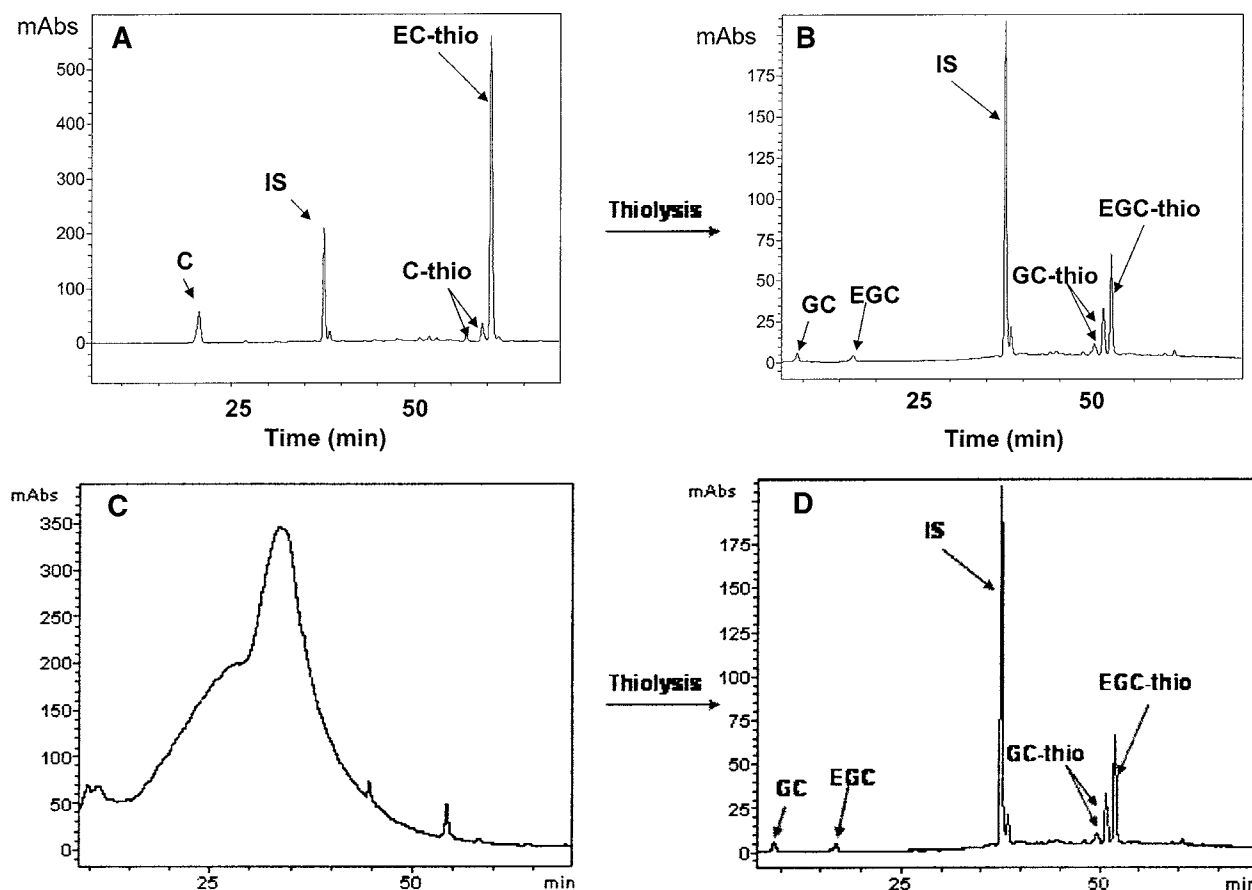 mAbs
A
EC-thio
500
400
IS
300
200
C
C-thio
100
0
25
50
Time (min)
Thiolysis
mAbs
B
IS
175
150
125
100
EGC-thio
75
GC-thio
50
GC
EGC
25
0
25
50
Time (min)
mAbs
C
350
300
250
200
150
100
50
0
25
50
min
Thiolysis
mAbs
D
IS
175
150
125
100
EGC-thio
75
GC-thio
50
GC
EGC
25
0
25
50
min